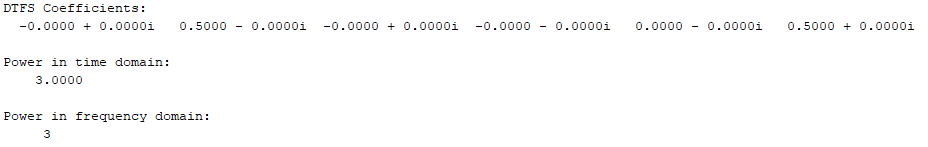 DTFS Coefficients:
-0.0000 + 0.0000i   0.5000 - 0.0000i  -0.0000 + 0.0000i  -0.0000 - 0.0000i   0.0000 - 0.0000i   0.5000 + 0.0000i
Power in time domain:
3.0000
Power in frequency domain:
3